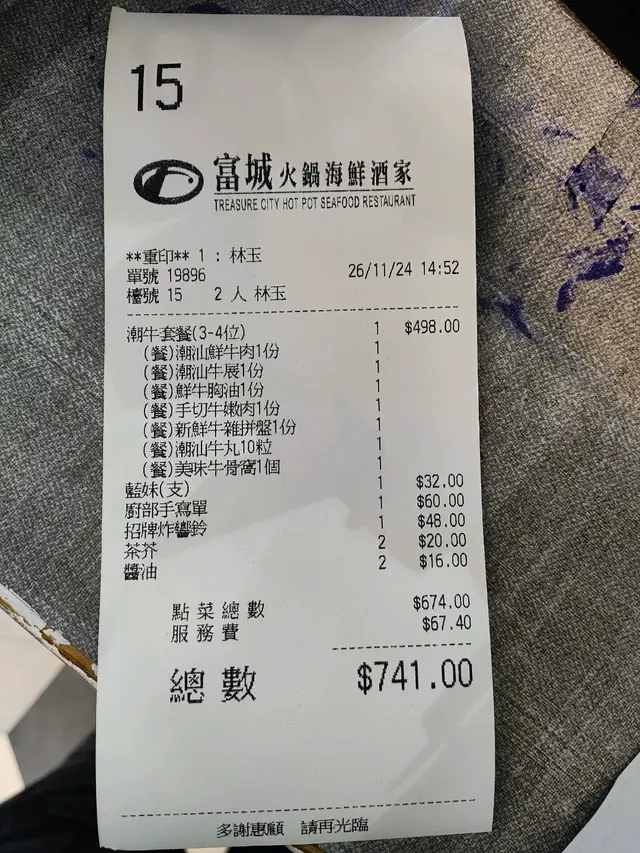 15
富城火鍋海鮮酒家
TREASURE CITY HOT POT SEAFOOD RESTAURANT
**重印** 1 : 林玉
單號 19896 26/11/24 14:52
檯號 15 2 人 林玉
潮牛套餐(3-4位) 1 $498.00
(餐)潮汕鮮牛肉1份 1
(餐)潮汕牛展1份 1
(餐)鮮牛胸油1份 1
(餐)手切牛嫩肉1份 1
(餐)新鮮牛雜拼盤1份 1
(餐)潮汕牛丸10粒 1
(餐)美味牛骨窩1個 1
藍妹(支) 1 $32.00
廚部手寫單 1 $60.00
招牌炸響鈴 1 $48.00
茶芥 2 $20.00
醬油 2 $16.00
點菜總數 $674.00
服務費 $67.40
總數 $741.00
多謝惠顧 請再光臨